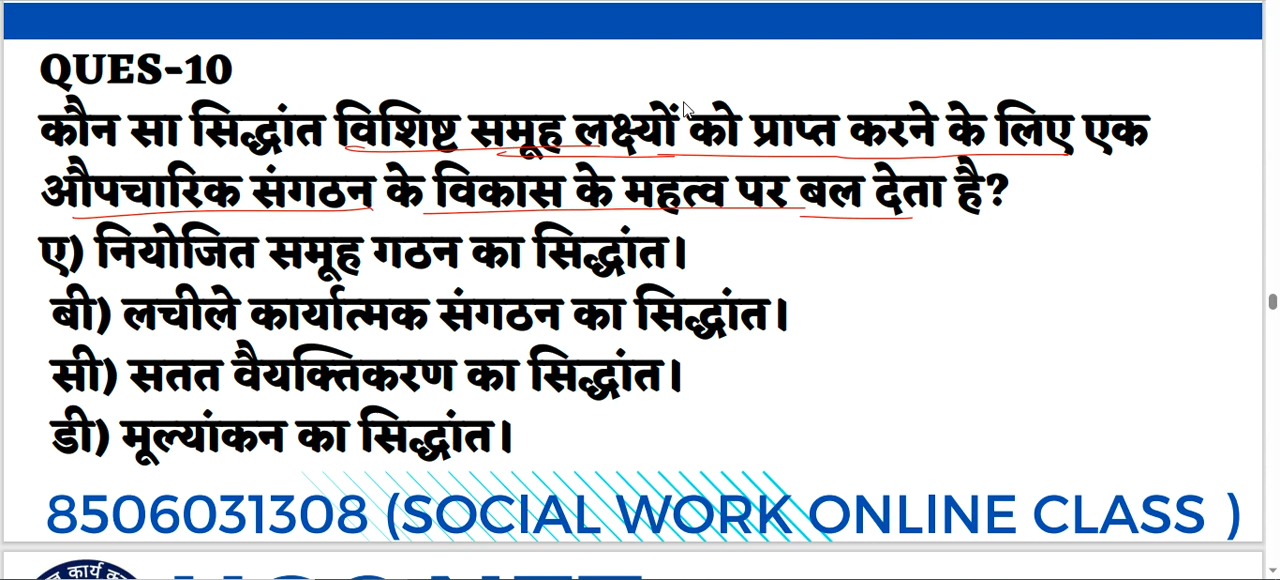 QUES-10
कौन सा सिद्धांत विशिष्ट समूह लक्ष्यों को प्राप्त करने के लिए एक
औपचारिक संगठन के विकास के महत्व पर बल देता है?
ए) नियोजित समूह गठन का सिद्धांत।
बी) लचीले कार्यात्मक संगठन का सिद्धांत।
सी) सतत वैयक्तिकरण का सिद्धांत।
डी) मूल्यांकन का सिद्धांत।
8506031308 (SOCIAL WORK ONLINE CLASS )